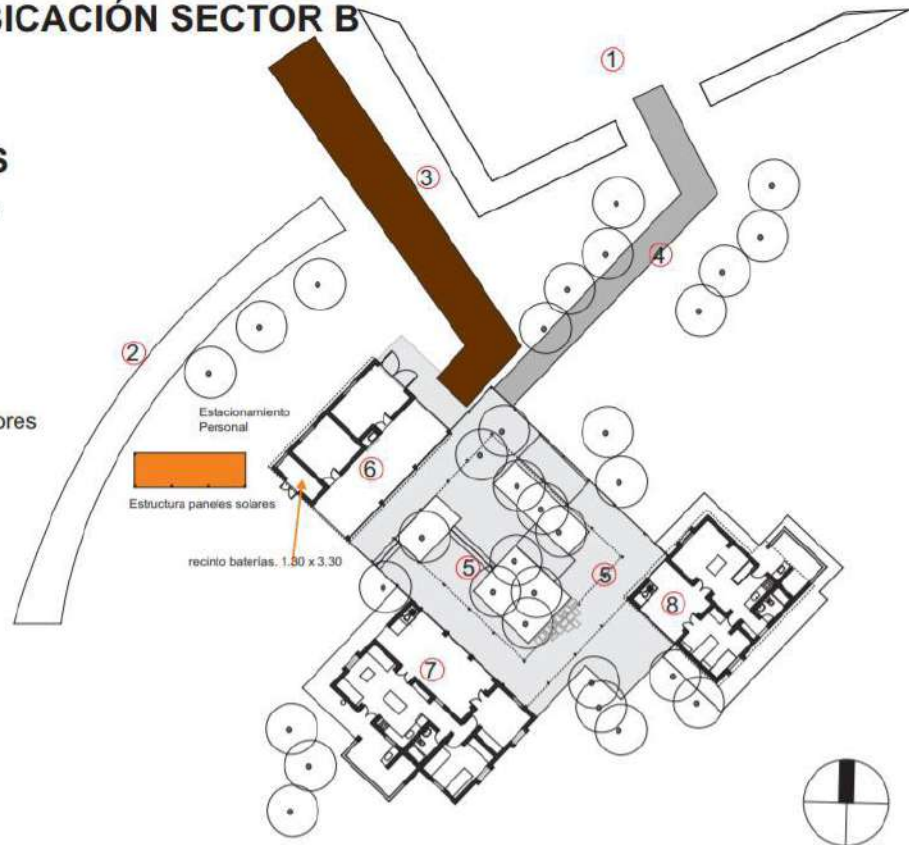 BICACIÓN SECTOR B
1
S
3
4
2
ores
Estacionamiento
Personal
6
Estructura paneles solares
recinio baterías. 1.30 x 3.30
5
5
8
7